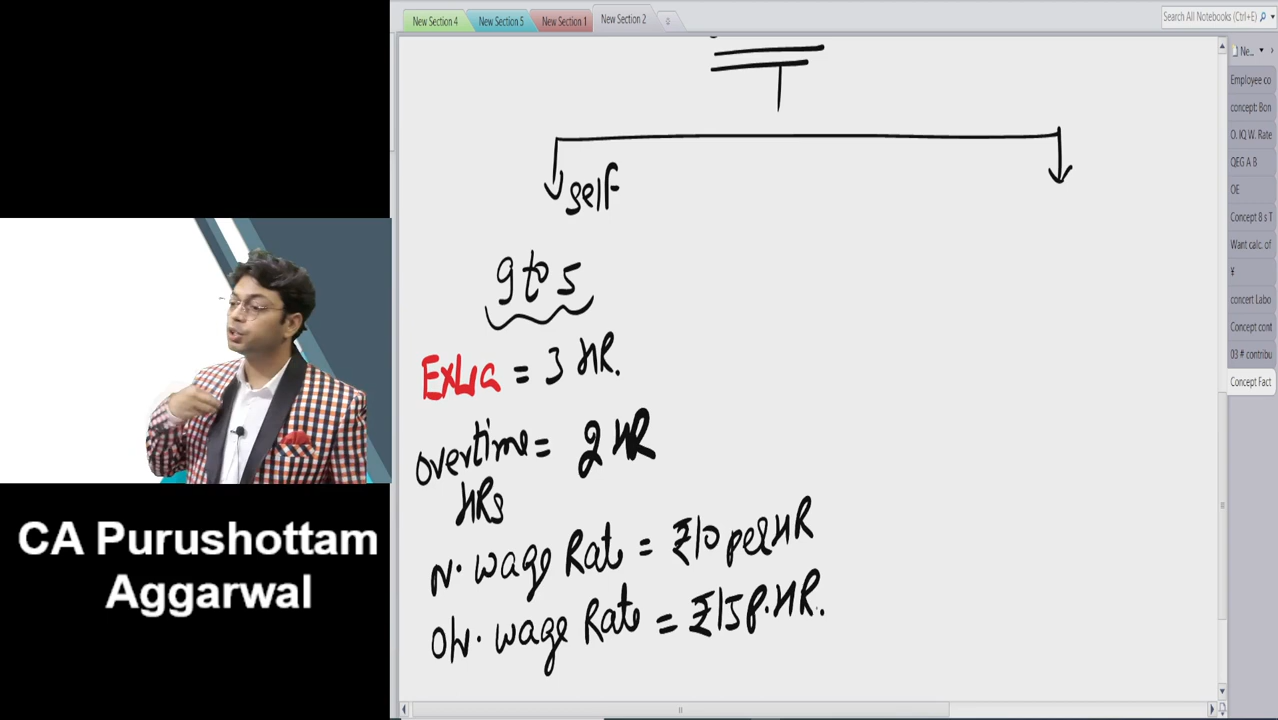 New Section 4
New Section 5
New Section 1
New Section 2
Search All Notebooks (Ctrl+E)
Ne...
Employee co
concept: Bon
O. IQ W. Rate
QEG A B
OE
Concept 8 s T
Want calc. of
¥
concert Labo
Concept cont
03 # contribu
Concept Fact
self
9 to 5
Extra = 3 HR.
overtime = 2 HR
HRs
N. wage Rate = ₹10 per HR
O/v. wage Rate = ₹15 P. HR.
CA Purushottam
Aggarwal